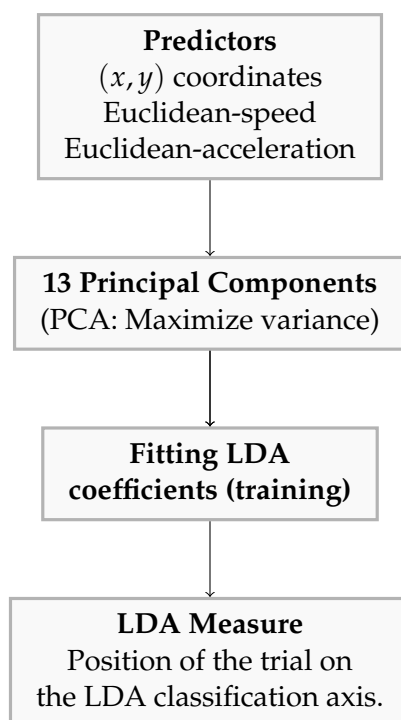 Predictors
(x, y) coordinates
Euclidean-speed
Euclidean-acceleration
13 Principal Components
(PCA: Maximize variance)
Fitting LDA
coefficients (training)
LDA Measure
Position of the trial on
the LDA classification axis.